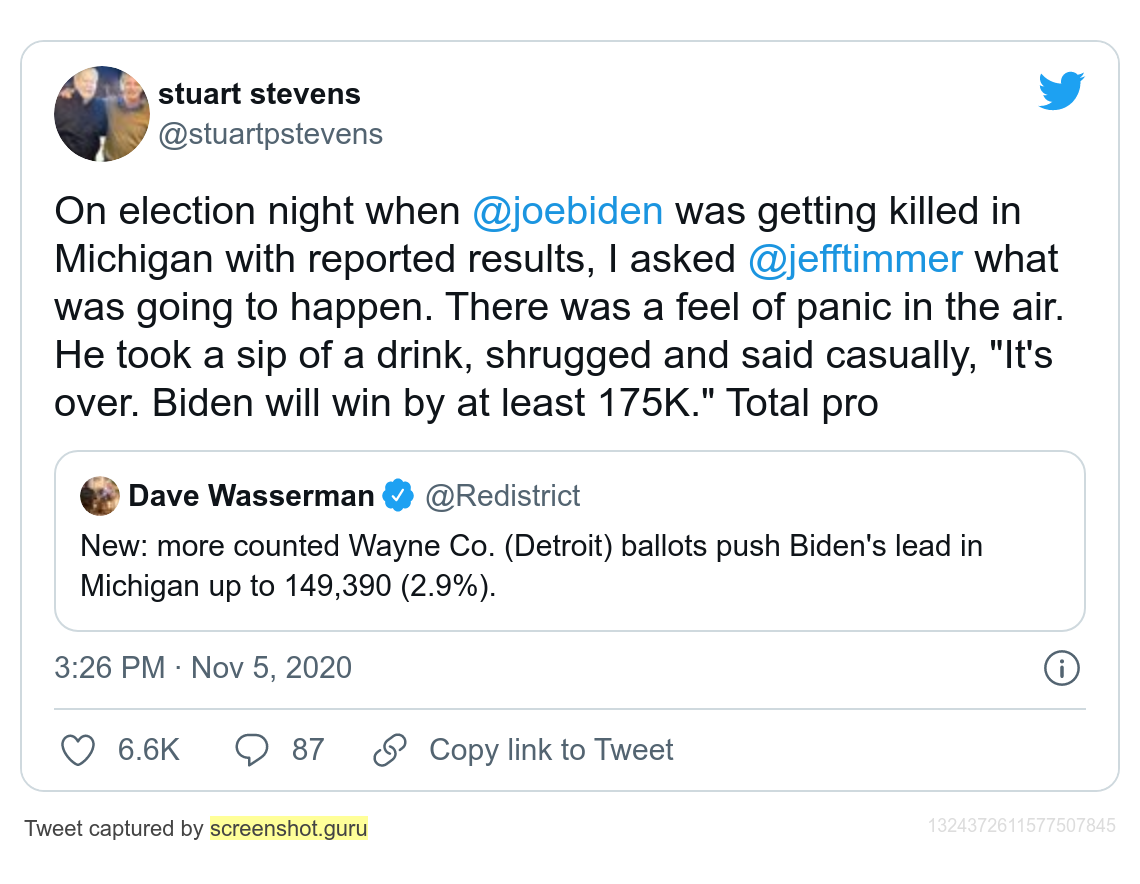 stuart stevens
@stuartpstevens
On election night when @joebiden was getting killed in
Michigan with reported results, I asked @jefftimmer what
was going to happen. There was a feel of panic in the air.
He took a sip of a drink, shrugged and said casually, "It's
over. Biden will win by at least 175K." Total pro
Dave Wasserman @Redistrict
New: more counted Wayne Co. (Detroit) ballots push Biden's lead in
Michigan up to 149,390 (2.9%).
3:26 PM · Nov 5, 2020
6.6K 87 Copy link to Tweet
Tweet captured by screenshot.guru
1324372611577507845